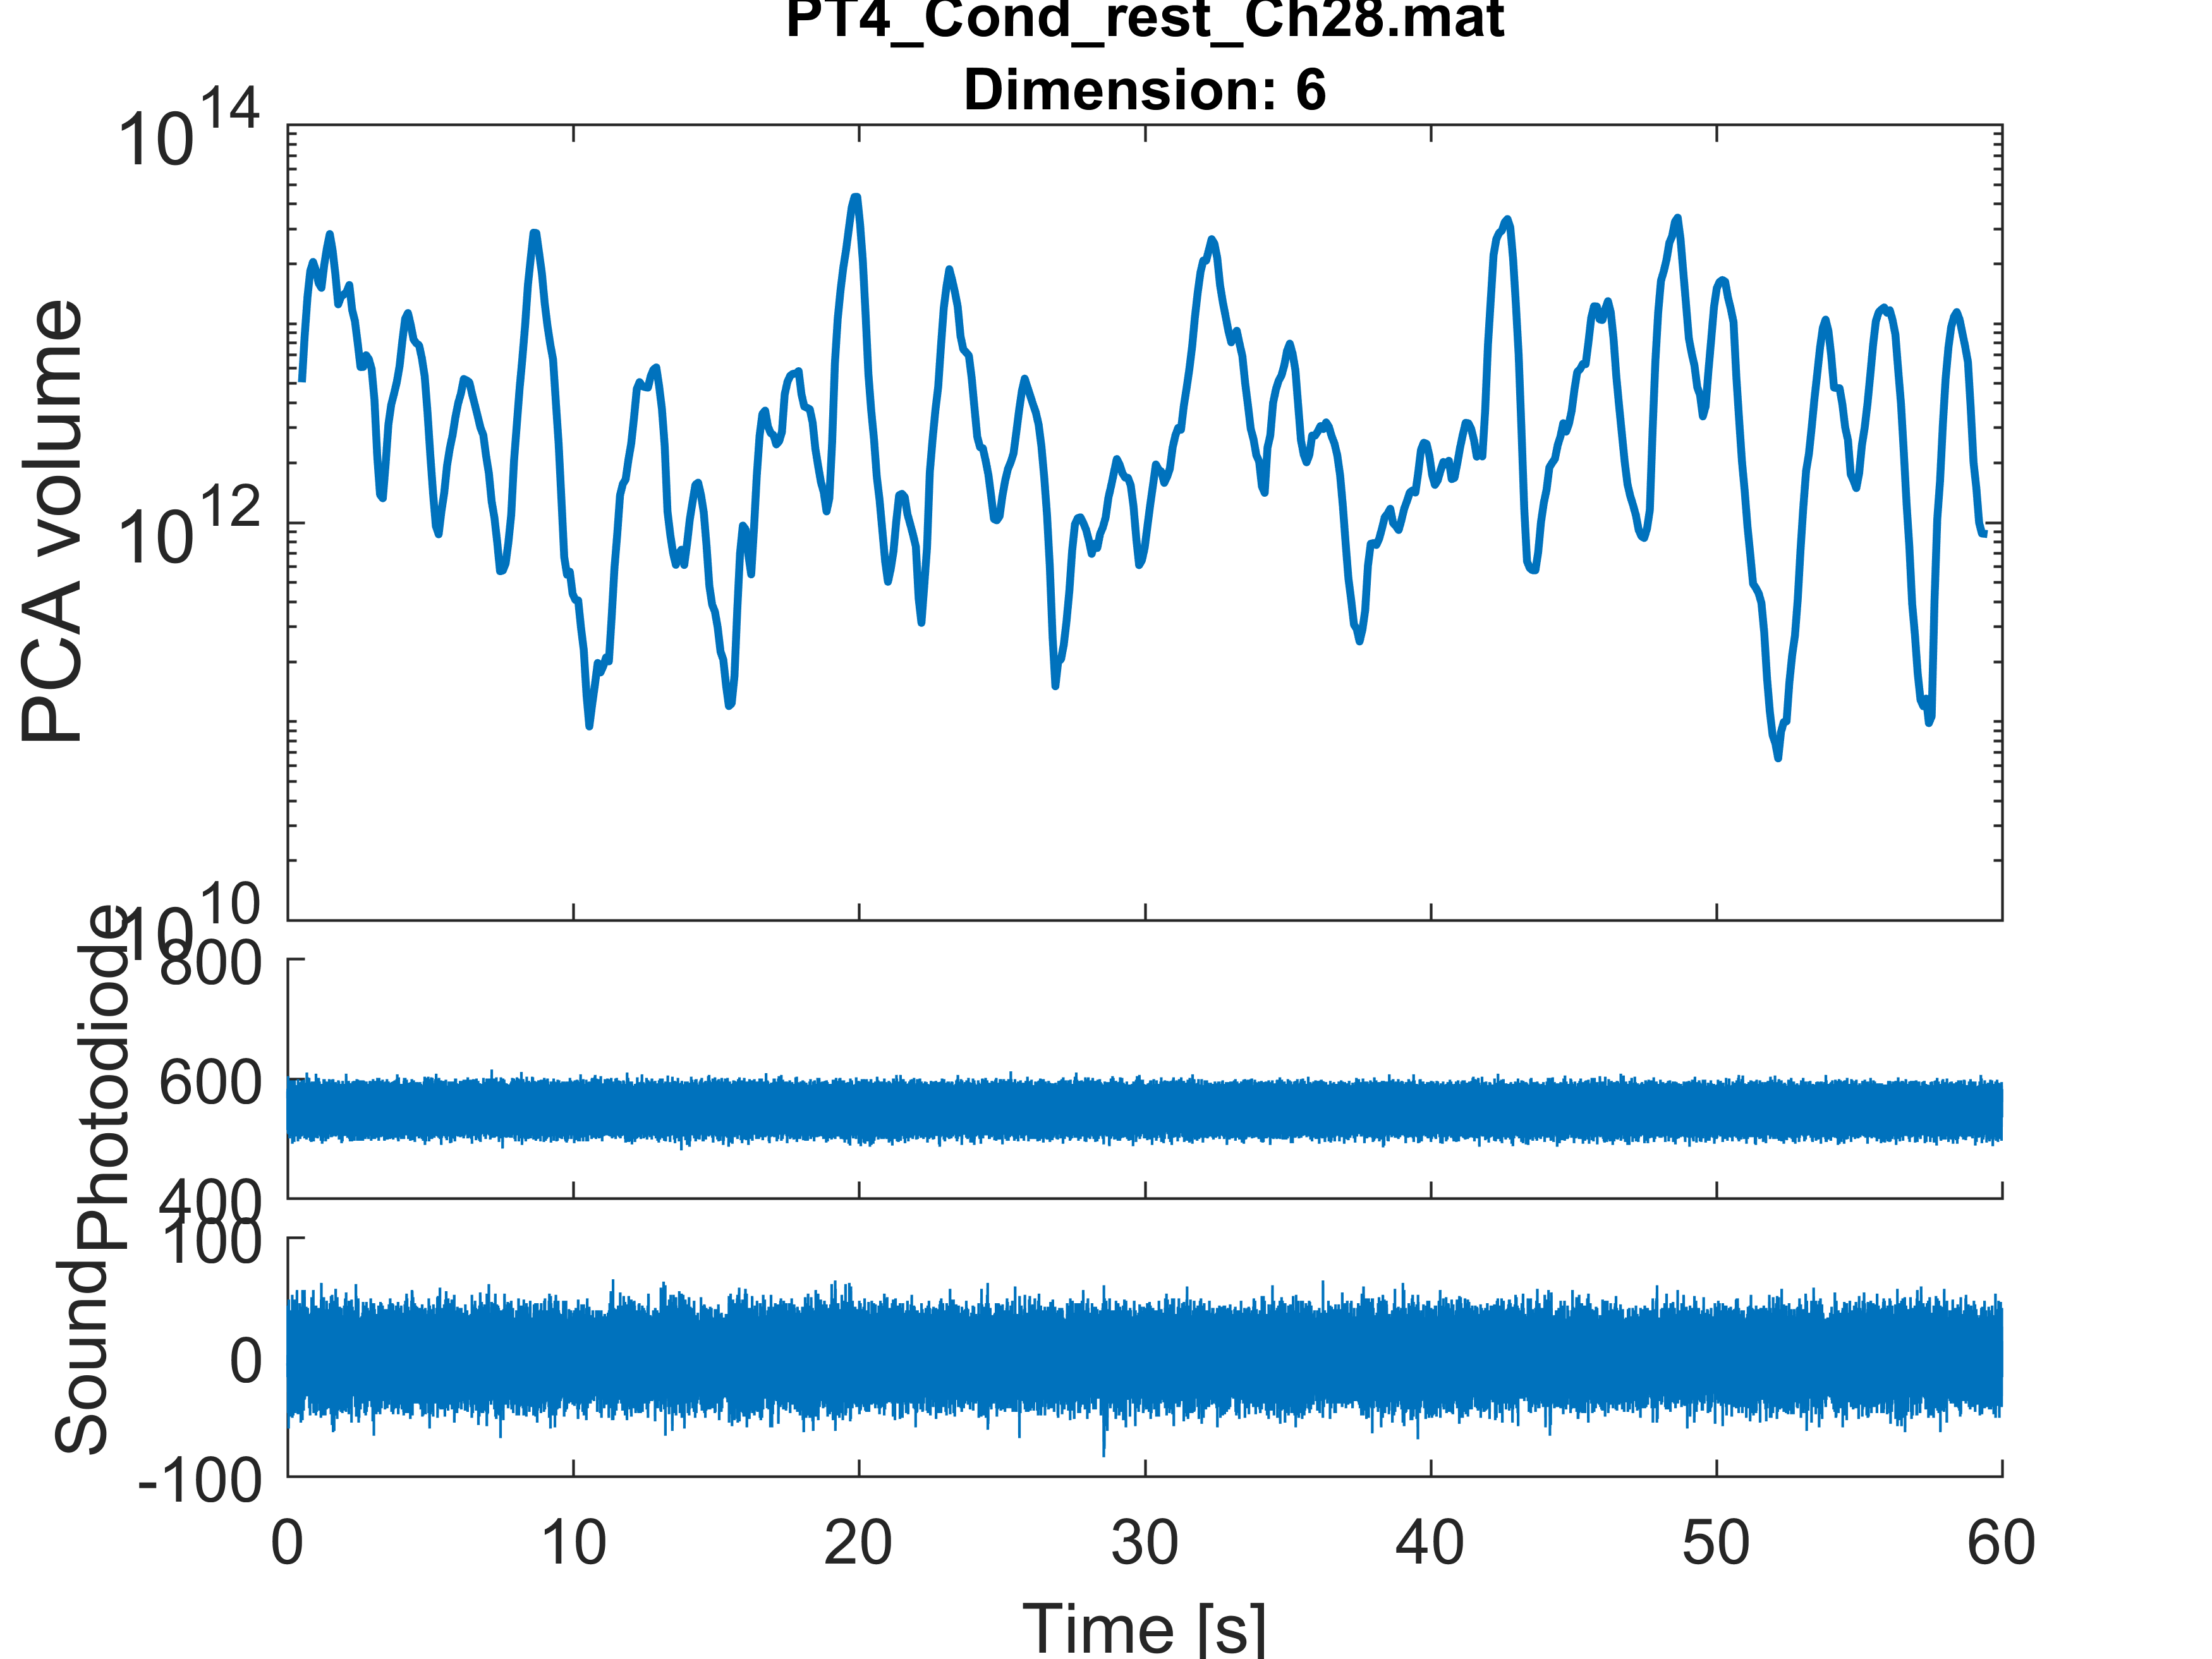 PT4_Cond_rest_Ch28.mat
Dimension: 6
10^14
10^12
10^10
PCA volume
800
600
400
Photodiode
100
0
-100
Sound
0 10 20 30 40 50 60
Time [s]